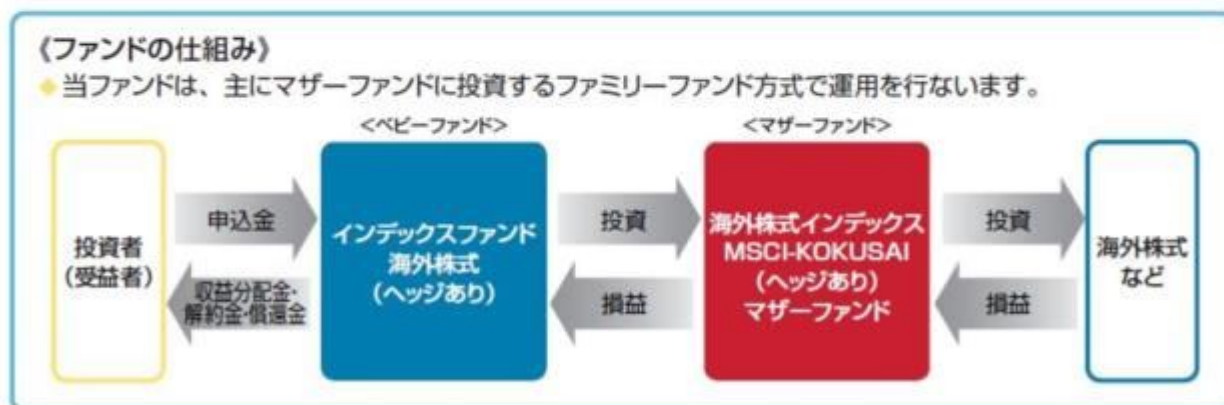 《ファンドの仕組み》
◆当ファンドは、主にマザーファンドに投資するファミリーファンド方式で運用を行ないます。
<ベビーファンド>
<マザーファンド>
投資者
(受益者)
申込金
収益分配金・
解約金・償還金
インデックスファンド
海外株式
(ヘッジあり)
投資
損益
海外株式インデックス
MSCI-KOKUSAI
(ヘッジあり)
マザーファンド
投資
損益
海外株式
など